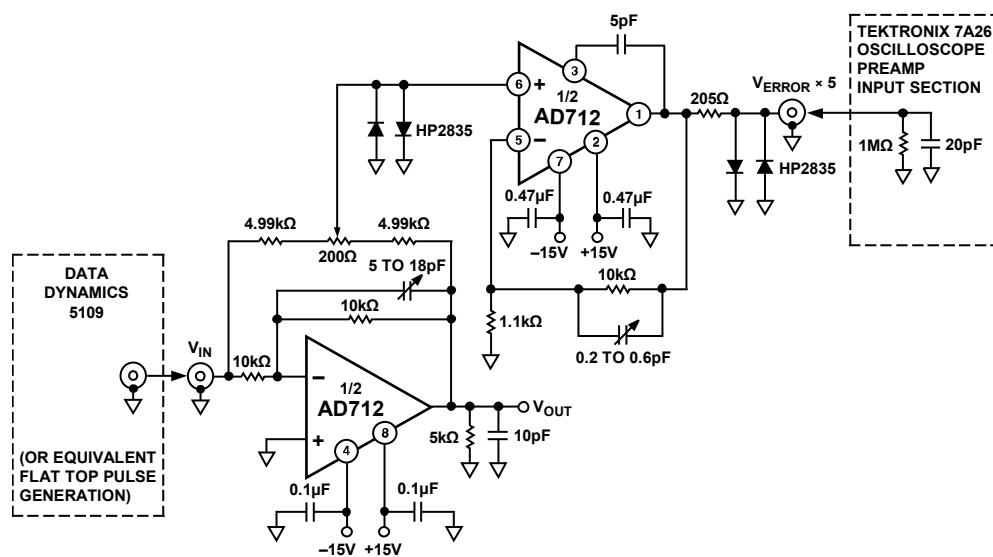 5pF
TEKTRONIX 7A26
OSCILLOSCOPE
PREAMP
INPUT SECTION
VERROR × 5
3
6
+
1/2
AD712
1
205Ω
5
–
2
7
HP2835
HP2835
1MΩ
20pF
0.47µF
0.47µF
–15V
+15V
4.99kΩ
4.99kΩ
200Ω
5 TO 18pF
10kΩ
10kΩ
1.1kΩ
0.2 TO 0.6pF
DATA
DYNAMICS
5109
VIN
10kΩ
–
1/2
AD712
+
8
4
VOUT
5kΩ
10pF
(OR EQUIVALENT
FLAT TOP PULSE
GENERATION)
0.1µF
0.1µF
–15V
+15V